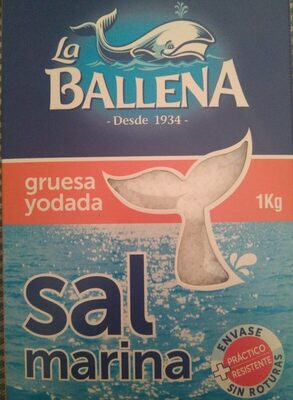 La
BALLENA
- Desde 1934 -
gruesa
yodada
1Kg
sal
marina
ENVASE
+PRÁCTICO
RESISTENTE
SIN ROTURAS